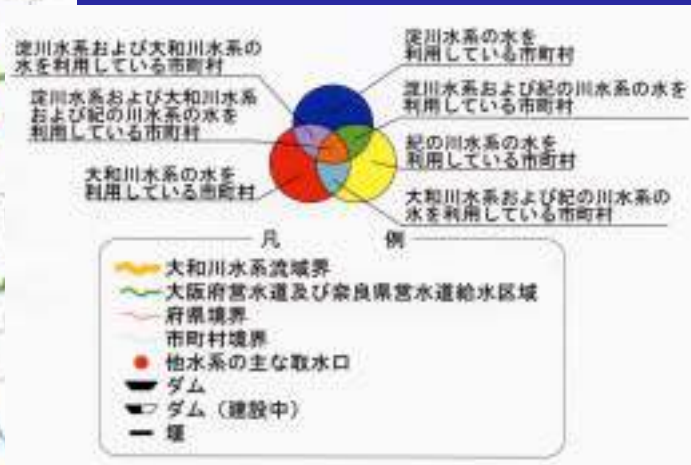 淀川水系および大和川水系の
水を利用している市町村
淀川水系および大和川水系
および紀の川水系の水を
利用している市町村
大和川水系の水を
利用している市町村
淀川水系の水を
利用している市町村
淀川水系および紀の川水系の水を
利用している市町村
紀の川水系の水を
利用している市町村
大和川水系および紀の川水系の
水を利用している市町村
凡 例
大和川水系流域界
大阪府営水道及び奈良県営水道給水区域
府県境界
市町村境界
他水系の主な取水口
ダム
ダム（建設中）
堰